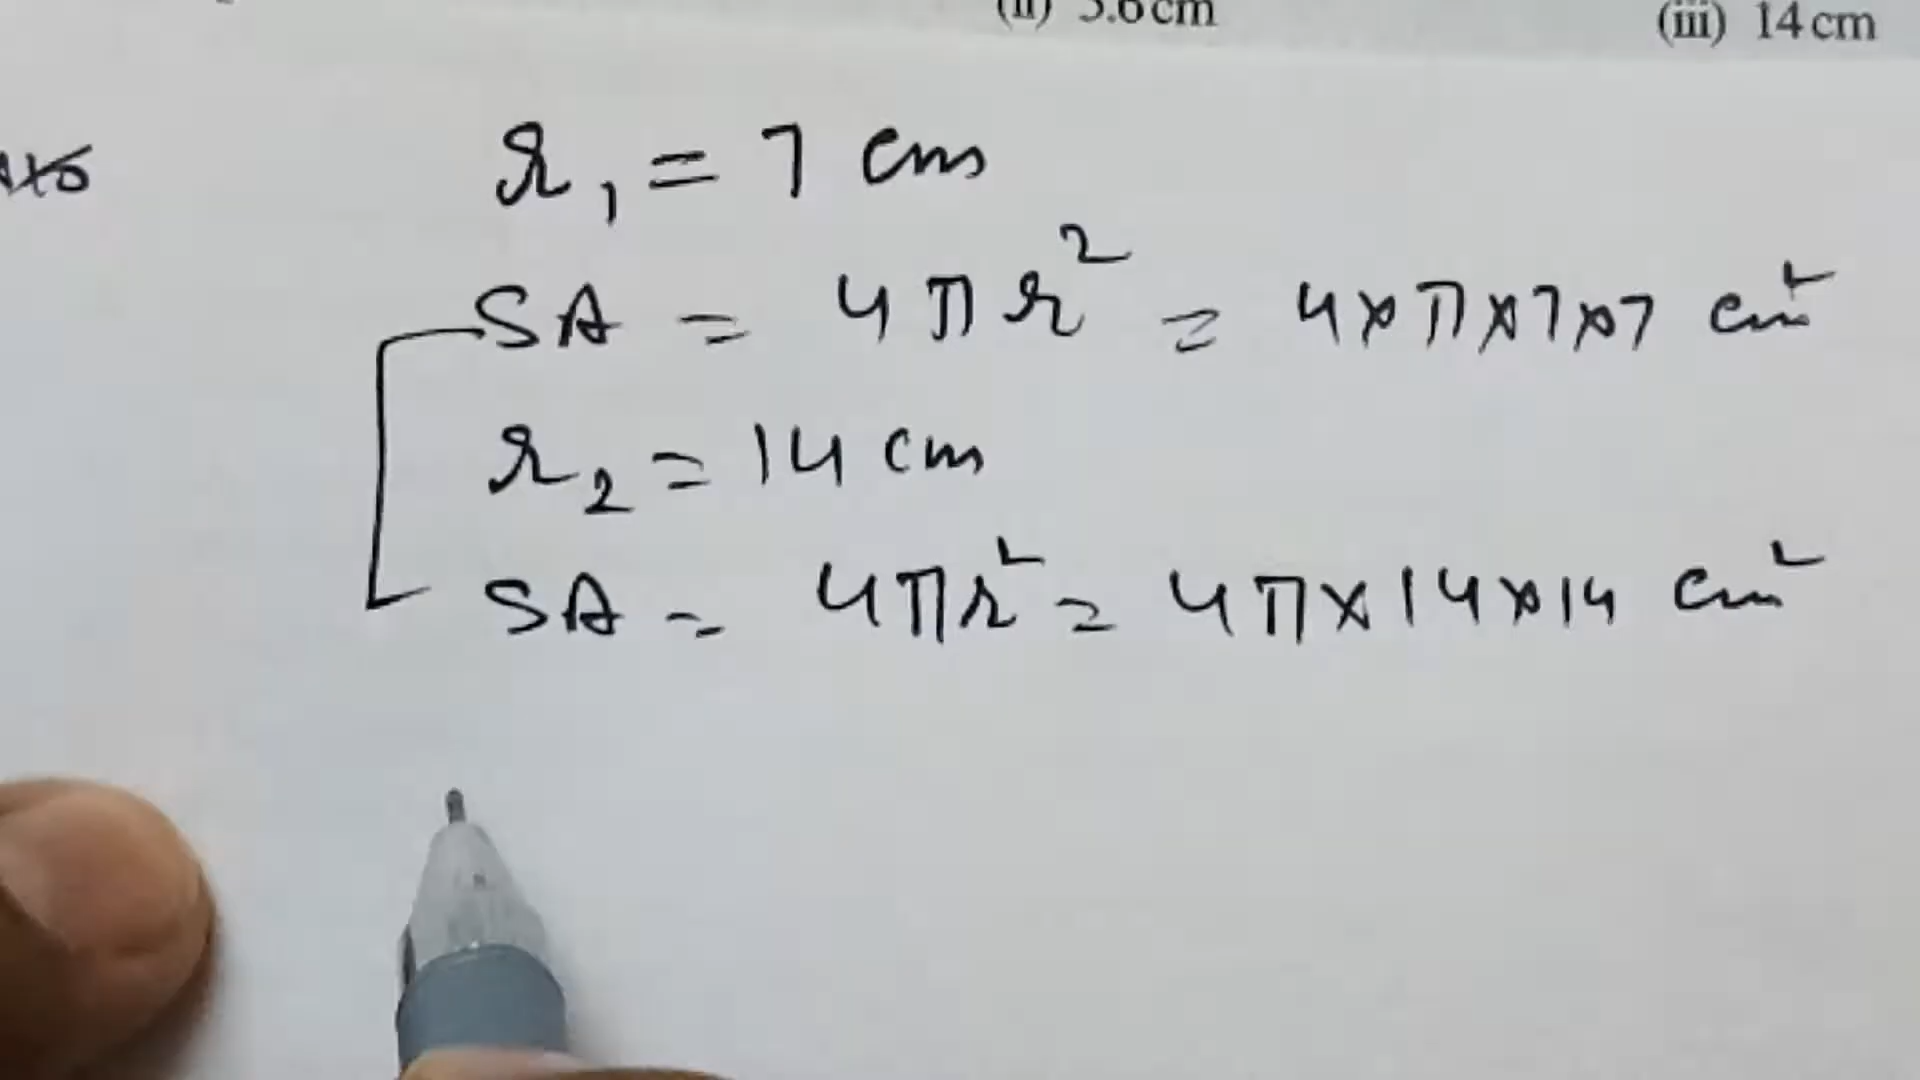 (iii) 14 cm
r₁ = 7 cm
SA = 4πr² = 4×π×7×7 cm²
r₂ = 14 cm
SA = 4πr² = 4π×14×14 cm²